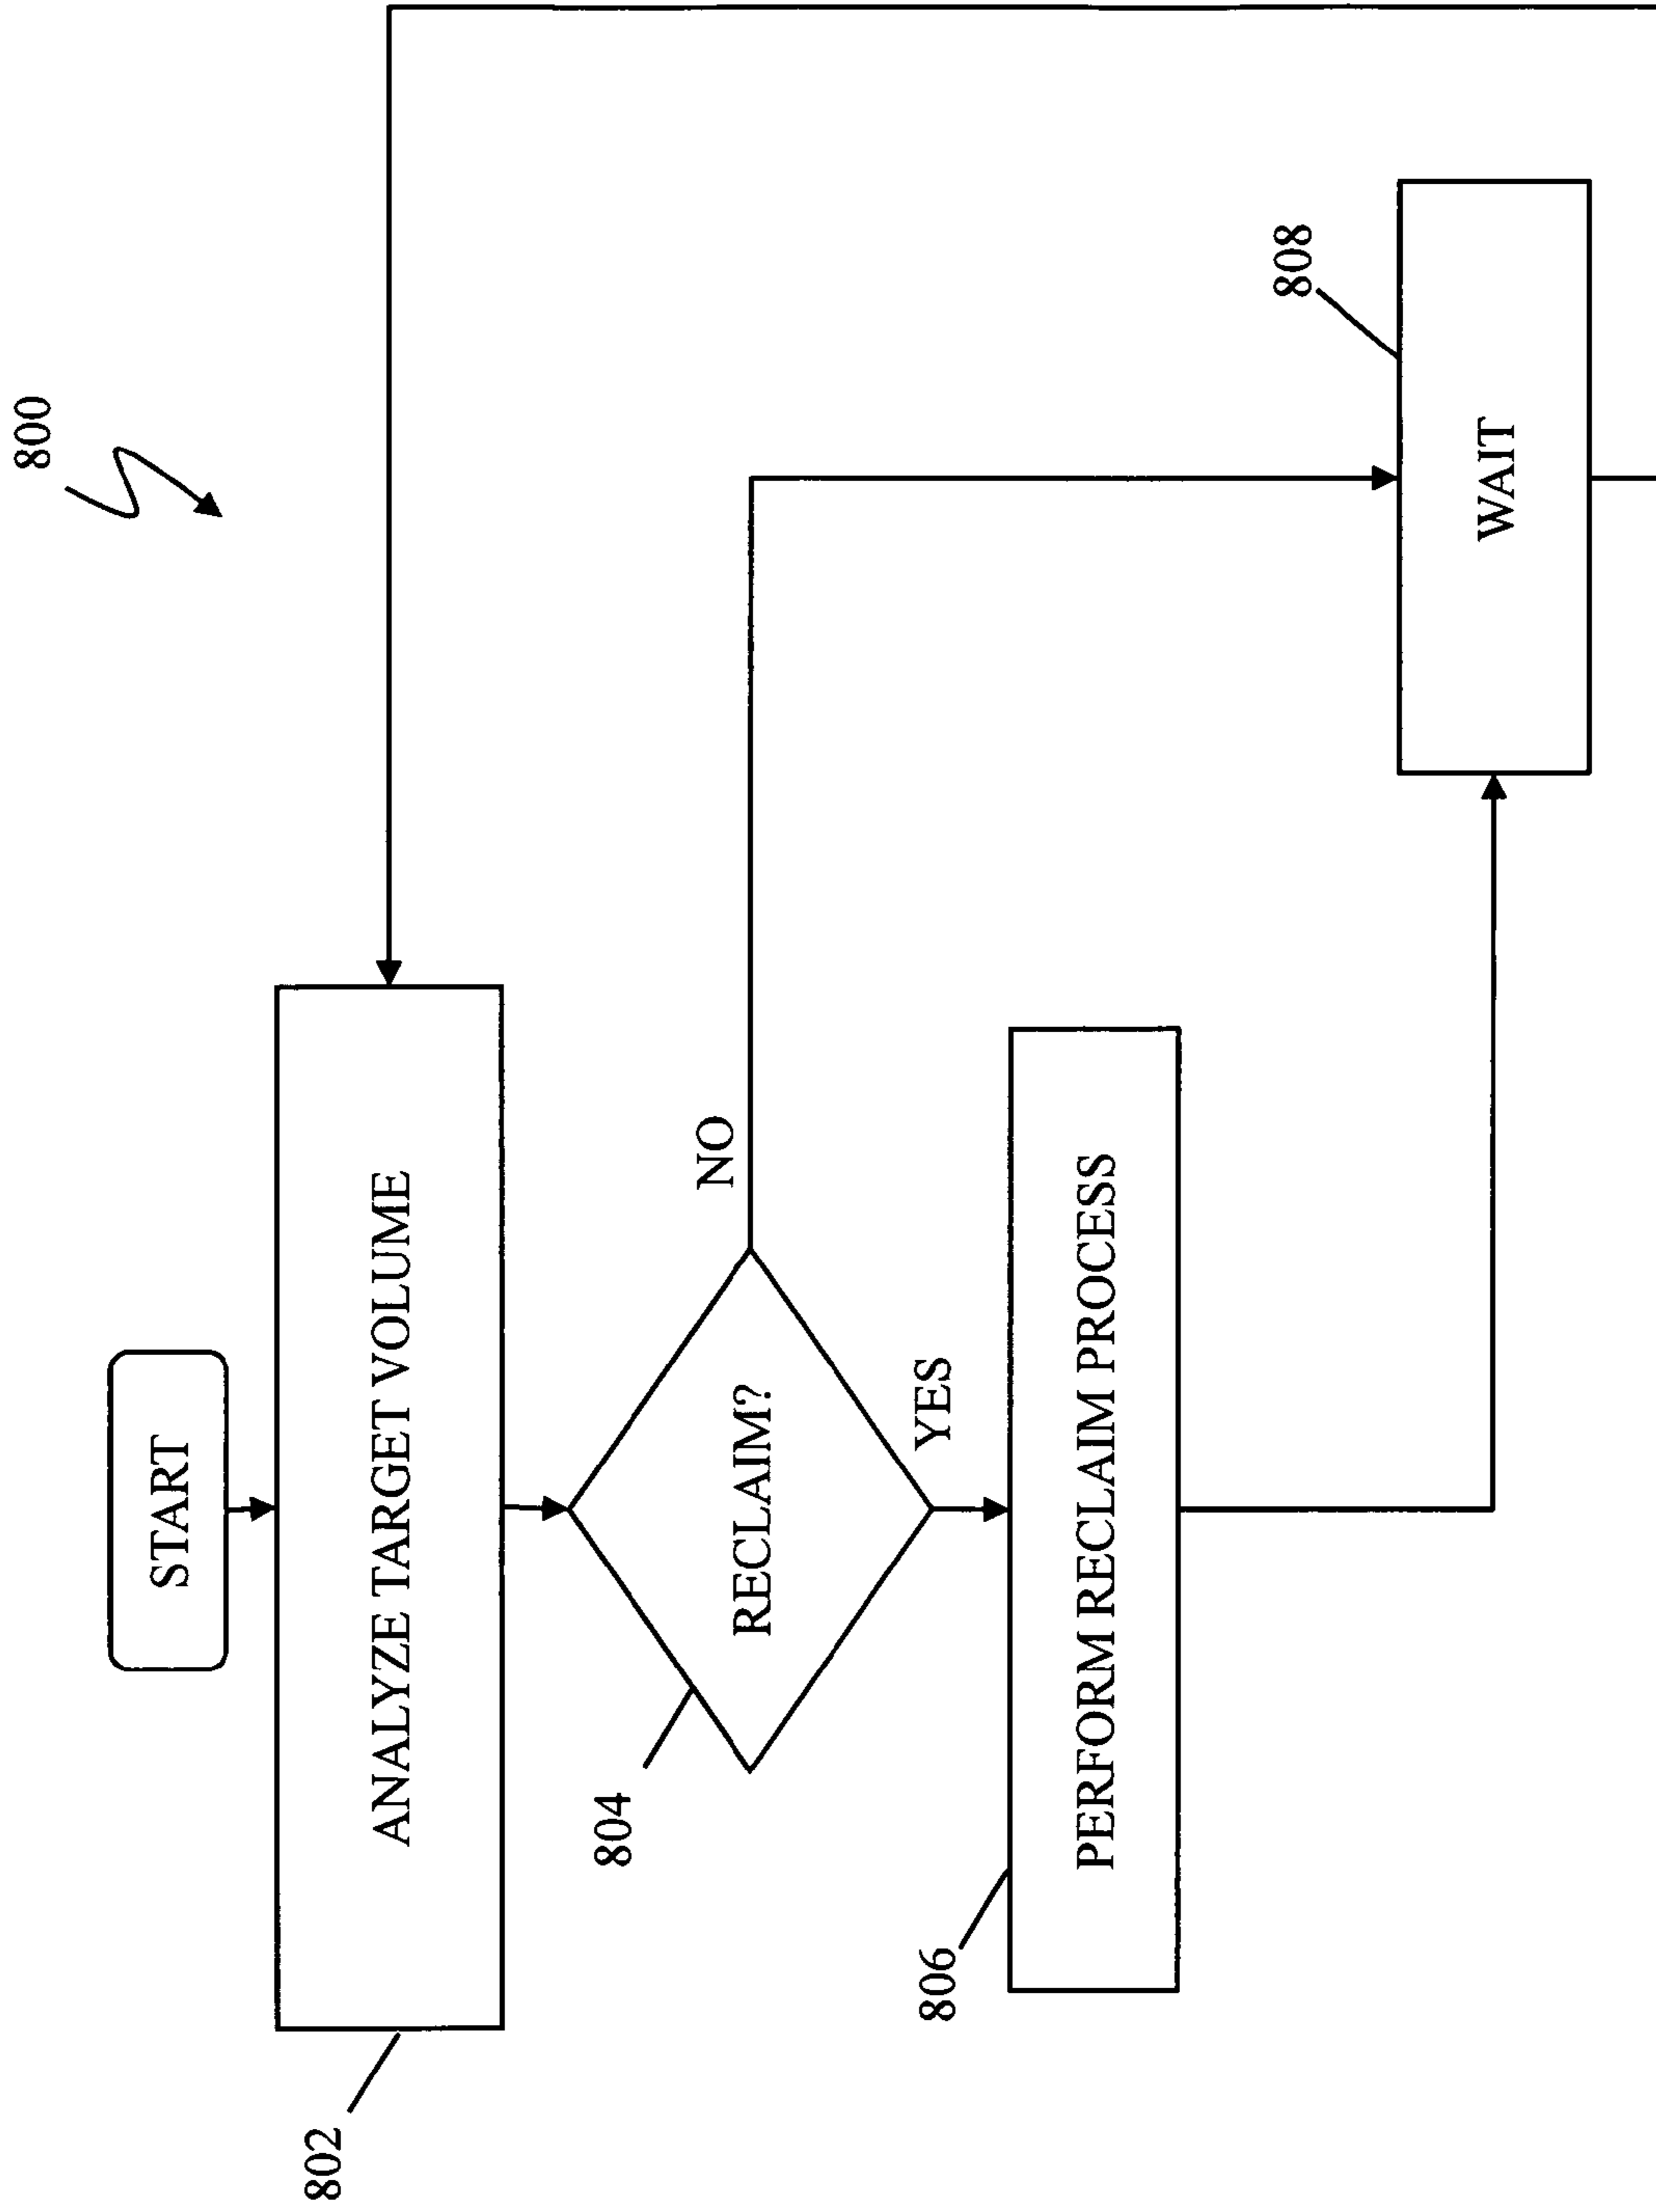 800
START
802
ANALYZE TARGET VOLUME
804
RECLAIM?
NO
YES
806
PERFORM RECLAIM PROCESS
808
WAIT